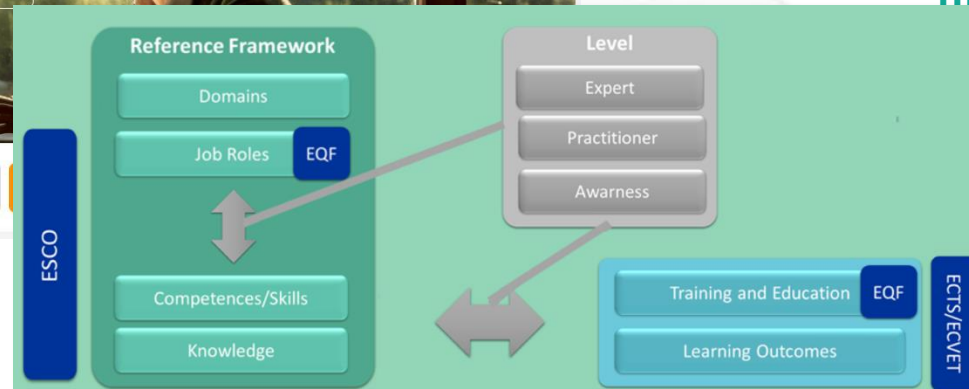 Reference Framework
Domains
Job Roles
EQF
Competences/Skills
Knowledge
ESCO
Level
Expert
Practitioner
Awarness
Training and Education
EQF
Learning Outcomes
ECTS/ECVET